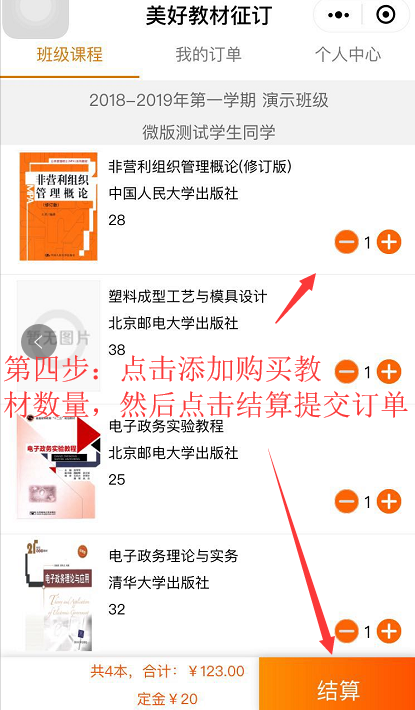 美好教材征订
班级课程 我的订单 个人中心
2018-2019年第一学期 演示班级
微版测试学生同学
非营利组织
管理概论
非营利组织管理概论(修订版)
中国人民大学出版社
28
1
塑料成型工艺与模具设计
北京邮电大学出版社
暂无图片
38
1
第四步：点击添加购买教
材数量，然后点击结算提交订单
电子政务实验教程
电子政务实验教程
北京邮电大学出版社
25
1
电子政务理论与应用
电子政务理论与实务
清华大学出版社
32
1
共4本，合计：￥123.00
定金￥20
结算